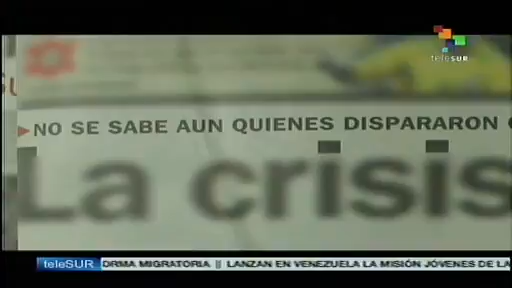 teleSUR
NO SE SABE AUN QUIENES DISPARARON
La crisis
teleSUR
ORMA MIGRATORIA || LANZAN EN VENEZUELA LA MISIÓN JÓVENES DE LA